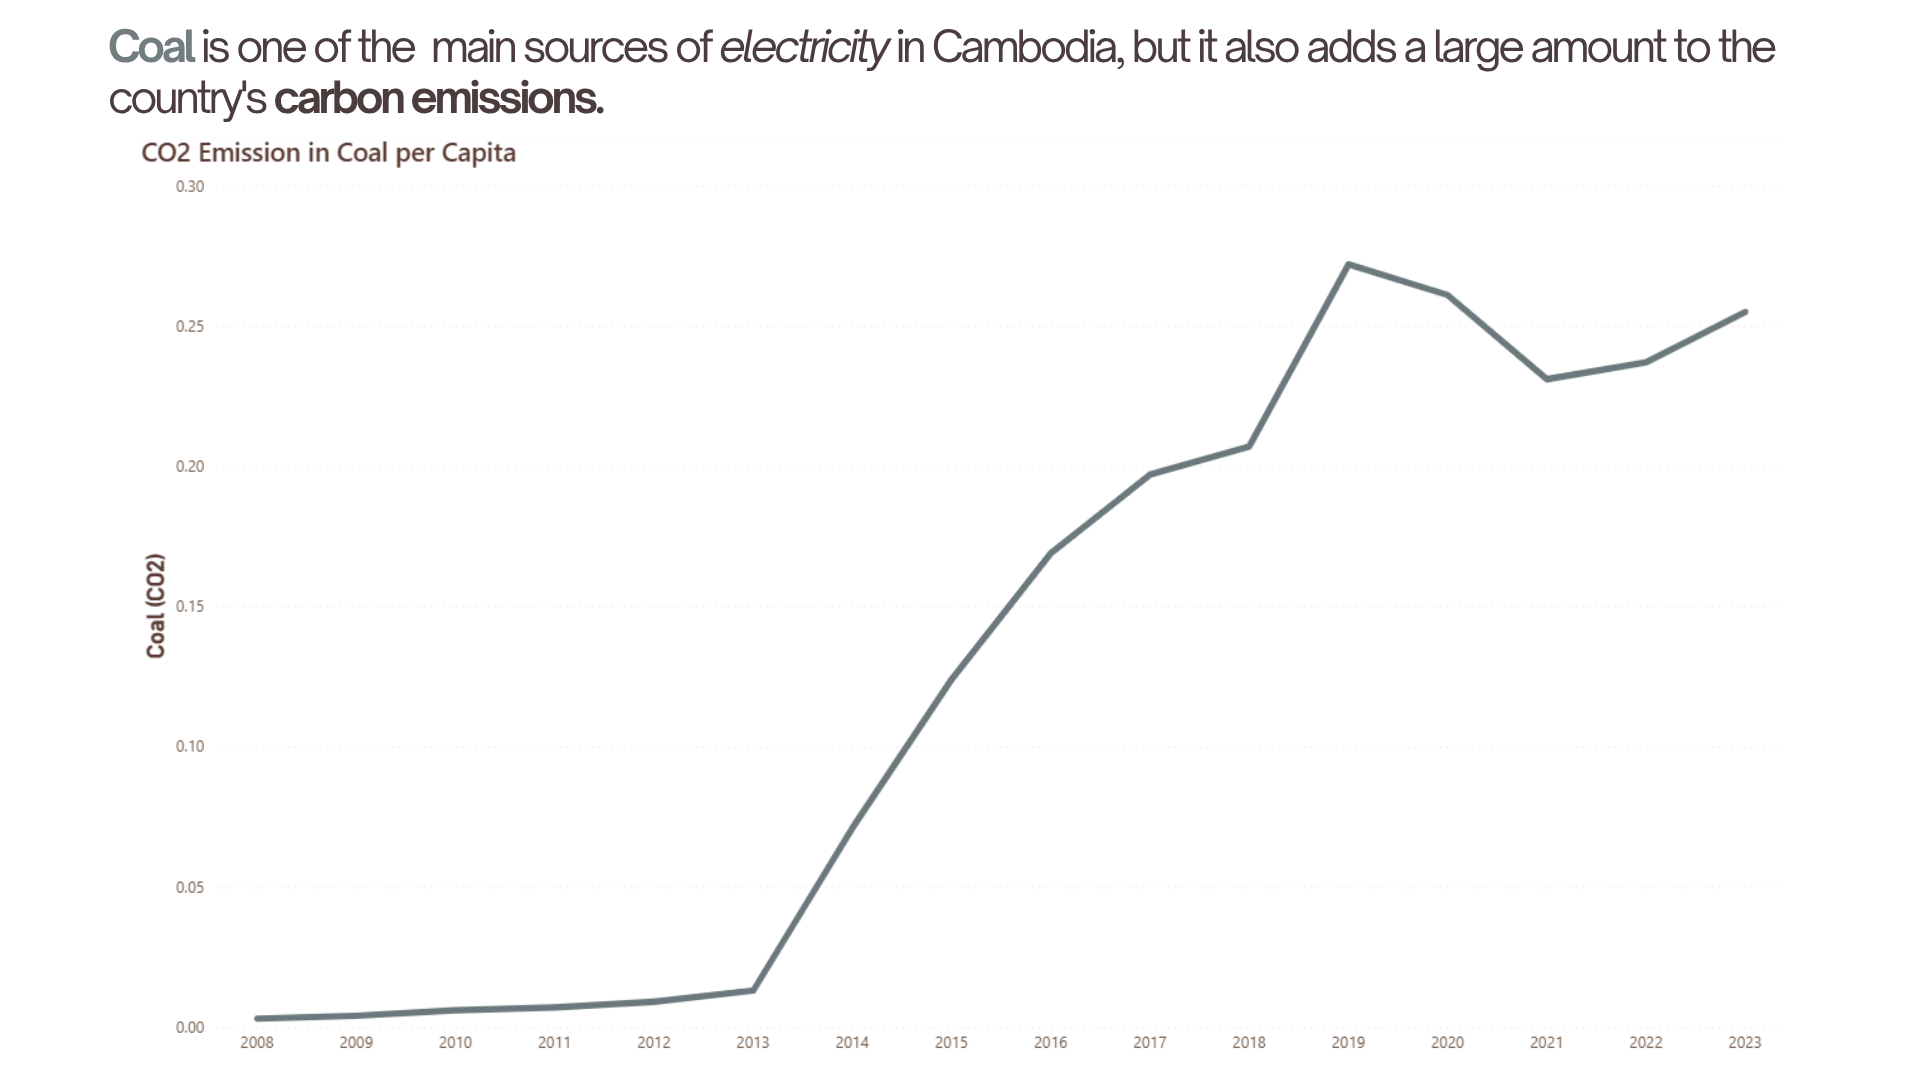 Coal is one of the main sources of electricity in Cambodia, but it also adds a large amount to the
country's carbon emissions.
CO2 Emission in Coal per Capita
0.30
0.25
0.20
0.15
0.10
0.05
0.00
Coal (CO2)
2008 2009 2010 2011 2012 2013 2014 2015 2016 2017 2018 2019 2020 2021 2022 2023